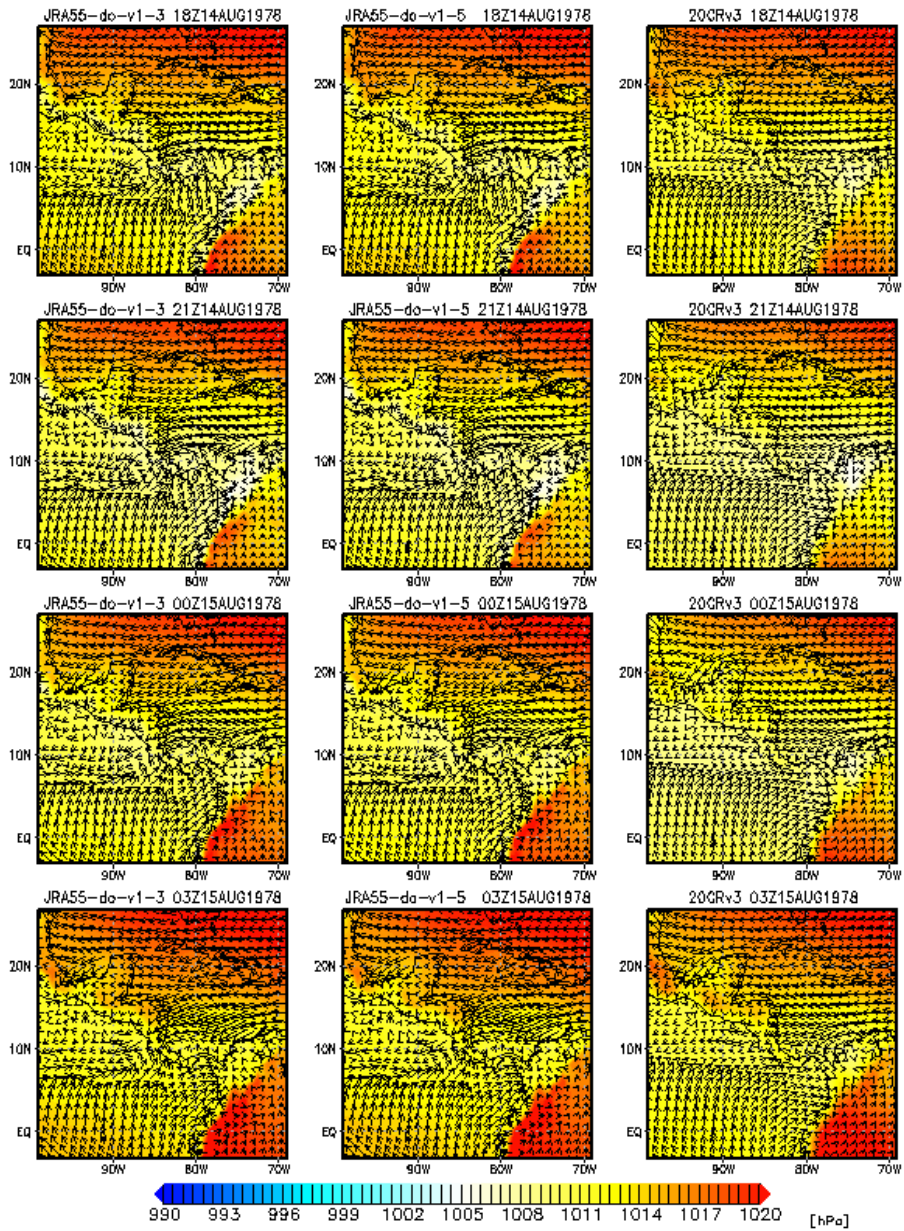 JRA55-do-v1-3 18Z14AUG1978 JRA55-do-v1-5 18Z14AUG1978 20CRv3 18Z14AUG1978
20N 20N 20N
10N 10N 10N
EQ EQ EQ
90W 80W 70W 90W 80W 70W 90W 80W 70W
JRA55-do-v1-3 21Z14AUG1978 JRA55-do-v1-5 21Z14AUG1978 20CRv3 21Z14AUG1978
20N 20N 20N
10N 10N 10N
EQ EQ EQ
90W 80W 70W 90W 80W 70W 90W 80W 70W
JRA55-do-v1-3 00Z15AUG1978 JRA55-do-v1-5 00Z15AUG1978 20CRv3 00Z15AUG1978
20N 20N 20N
10N 10N 10N
EQ EQ EQ
90W 80W 70W 90W 80W 70W 90W 80W 70W
JRA55-do-v1-3 03Z15AUG1978 JRA55-do-v1-5 03Z15AUG1978 20CRv3 03Z15AUG1978
20N 20N 20N
10N 10N 10N
EQ EQ EQ
90W 80W 70W 90W 80W 70W 90W 80W 70W
990 993 996 999 1002 1005 1008 1011 1014 1017 1020
[hPa]